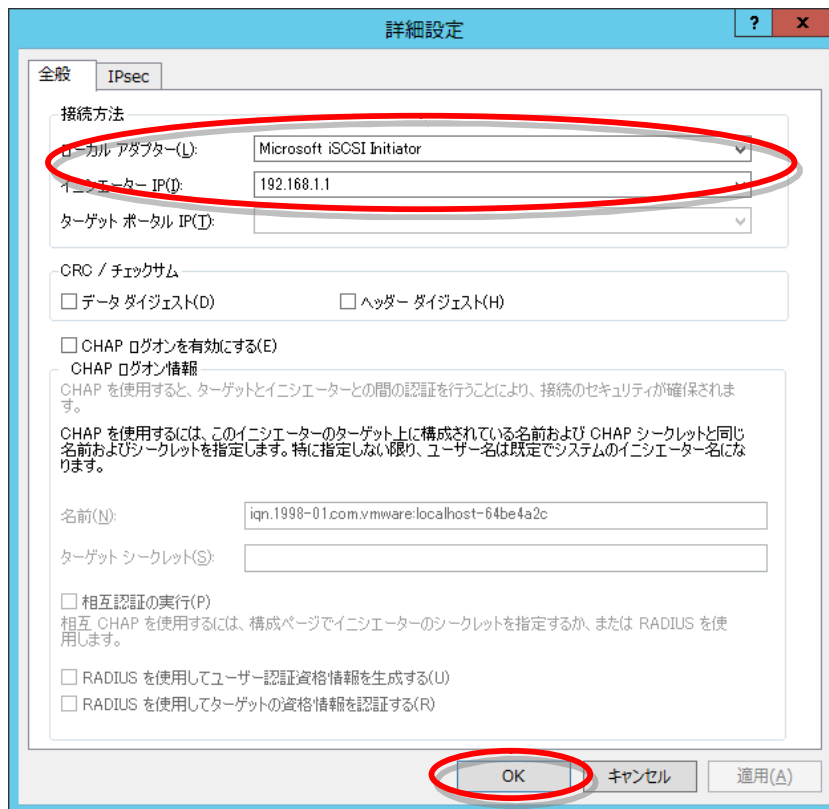 詳細設定
?
x
全般
IPsec
接続方法
ローカル アダプター(L):
Microsoft iSCSI Initiator
イニシエーター IP(I):
192.168.1.1
ターゲット ポータル IP(T):
CRC / チェックサム
データ ダイジェスト(D)
ヘッダー ダイジェスト(H)
CHAP ログオンを有効にする(E)
CHAP ログオン情報
CHAP を使用すると、ターゲットとイニシエーターとの間の認証を行うことにより、接続のセキュリティが確保されま
す。
CHAP を使用するには、このイニシエーターのターゲット上に構成されている名前および CHAP シークレットと同じ
名前およびシークレットを指定します。特に指定しない限り、ユーザー名は既定でシステムのイニシエーター名にな
ります。
名前(N):
iqn.1998-01.com.vmware:localhost-64be4a2c
ターゲット シークレット(S):
相互認証の実行(P)
相互 CHAP を使用するには、構成ページでイニシエーターのシークレットを指定するか、または RADIUS を使
用します。
RADIUS を使用してユーザー認証資格情報を生成する(U)
RADIUS を使用してターゲットの資格情報を認証する(R)
OK
キャンセル
適用(A)